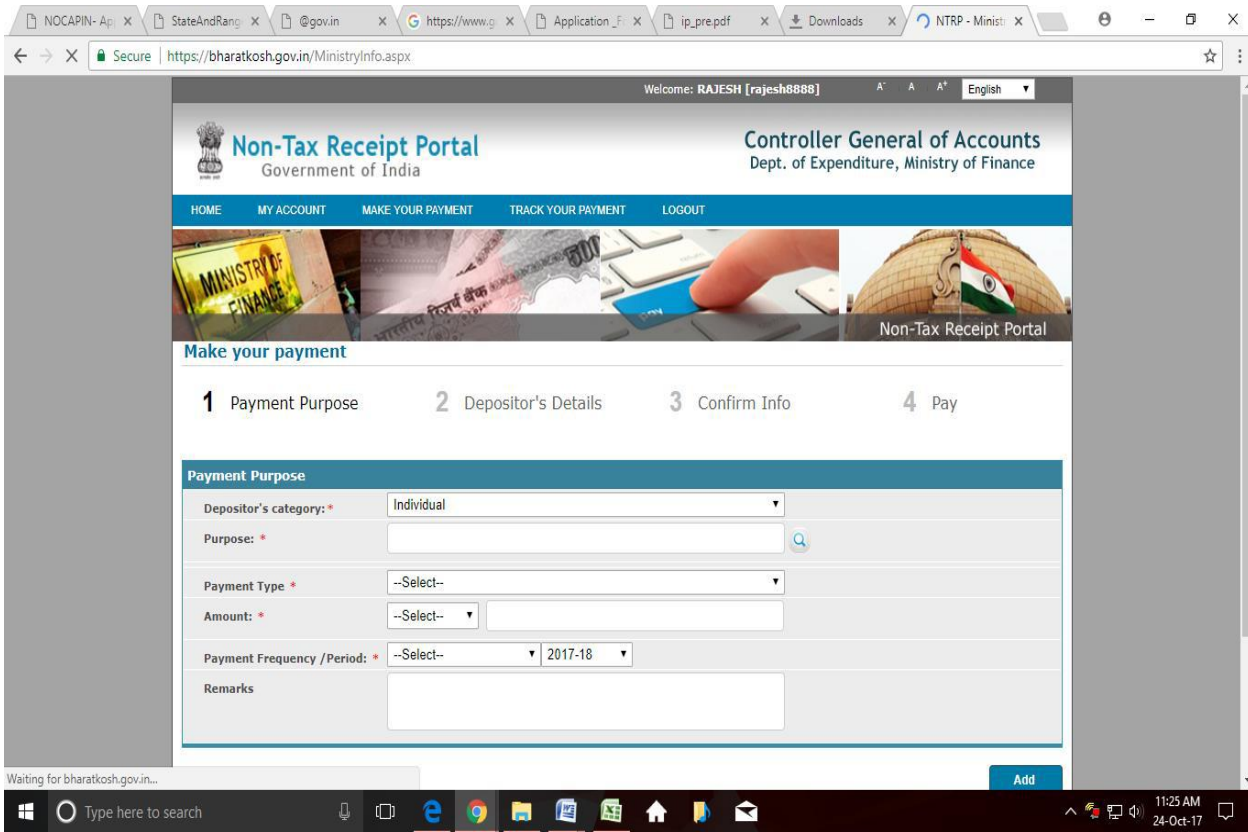 NOCAPIN- Ap
StateAndRang
@gov.in
https://www.g
Application_F
ip_pre.pdf
Downloads
NTRP - Minist
Secure | https://bharatkosh.gov.in/MinistryInfo.aspx
Welcome: RAJESH [rajesh8888] A- A A+ English
Non-Tax Receipt Portal
Government of India
Controller General of Accounts
Dept. of Expenditure, Ministry of Finance
HOME MY ACCOUNT MAKE YOUR PAYMENT TRACK YOUR PAYMENT LOGOUT
MINISTRY OF
FINANCE
500
भारतीय रिज़र्व बैंक
Pay
Non-Tax Receipt Portal
Make your payment
1 Payment Purpose 2 Depositor's Details 3 Confirm Info 4 Pay
Payment Purpose
Depositor's category: * Individual
Purpose: *
Payment Type * --Select--
Amount: * --Select--
Payment Frequency /Period: * --Select-- 2017-18
Remarks
Add
Waiting for bharatkosh.gov.in...
Type here to search
11:25 AM
24-Oct-17